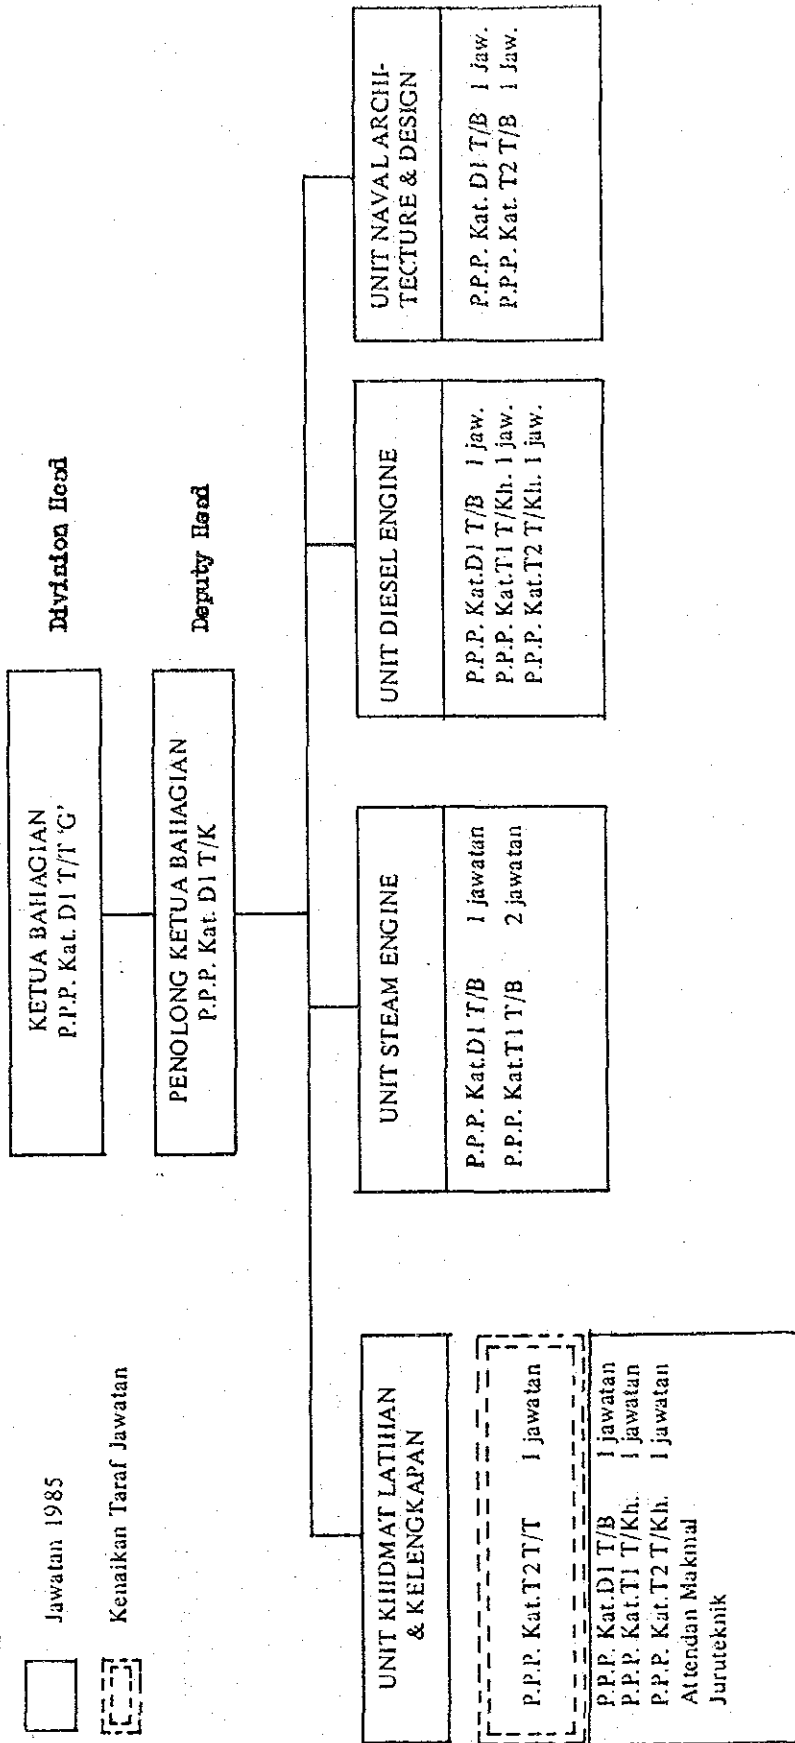 Jawatan 1985
Kenaikan Taraf Jawatan
KETUA BAHAGIAN
P.P.P. Kat. D1 T/T 'G'
Division Head
PENOLONG KETUA BAHAGIAN
P.P.P. Kat. D1 T/K
Deputy Head
UNIT KHIDMAT LATIHAN
& KELENGKAPAN
P.P.P. Kat.T2 T/T 1 jawatan
P.P.P. Kat.D1 T/B 1 jawatan
P.P.P. Kat.T1 T/Kh. 1 jawatan
P.P.P. Kat.T2 T/Kh. 1 jawatan
Attendan Makmal
Juruteknik
UNIT STEAM ENGINE
P.P.P. Kat.D1 T/B 1 jawatan
P.P.P. Kat.T1 T/B 2 jawatan
UNIT DIESEL ENGINE
P.P.P. Kat.D1 T/B 1 jaw.
P.P.P. Kat.T1 T/Kh. 1 jaw.
P.P.P. Kat.T2 T/Kh. 1 jaw.
UNIT NAVAL ARCHI-
TECTURE & DESIGN
P.P.P. Kat. D1 T/B 1 Jaw.
P.P.P. Kat. T2 T/B 1 Jaw.